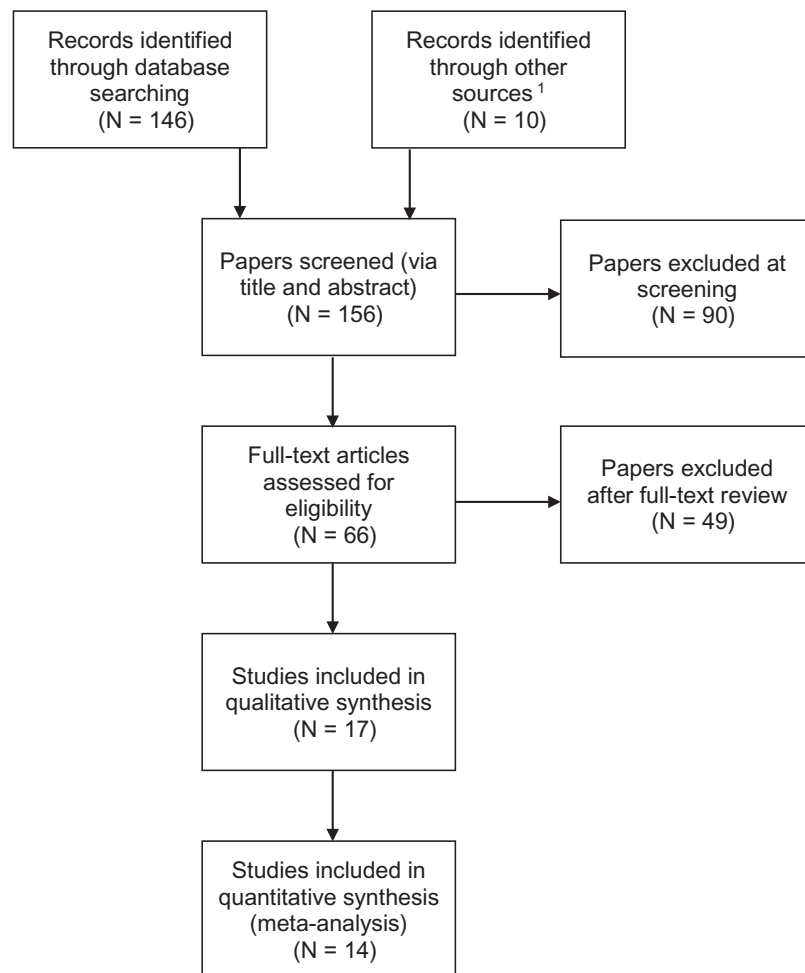 Records identified
through database
searching
(N = 146)
Records identified
through other
sources ¹
(N = 10)
Papers screened (via
title and abstract)
(N = 156)
Papers excluded at
screening
(N = 90)
Full-text articles
assessed for
eligibility
(N = 66)
Papers excluded
after full-text review
(N = 49)
Studies included in
qualitative synthesis
(N = 17)
Studies included in
quantitative synthesis
(meta-analysis)
(N = 14)